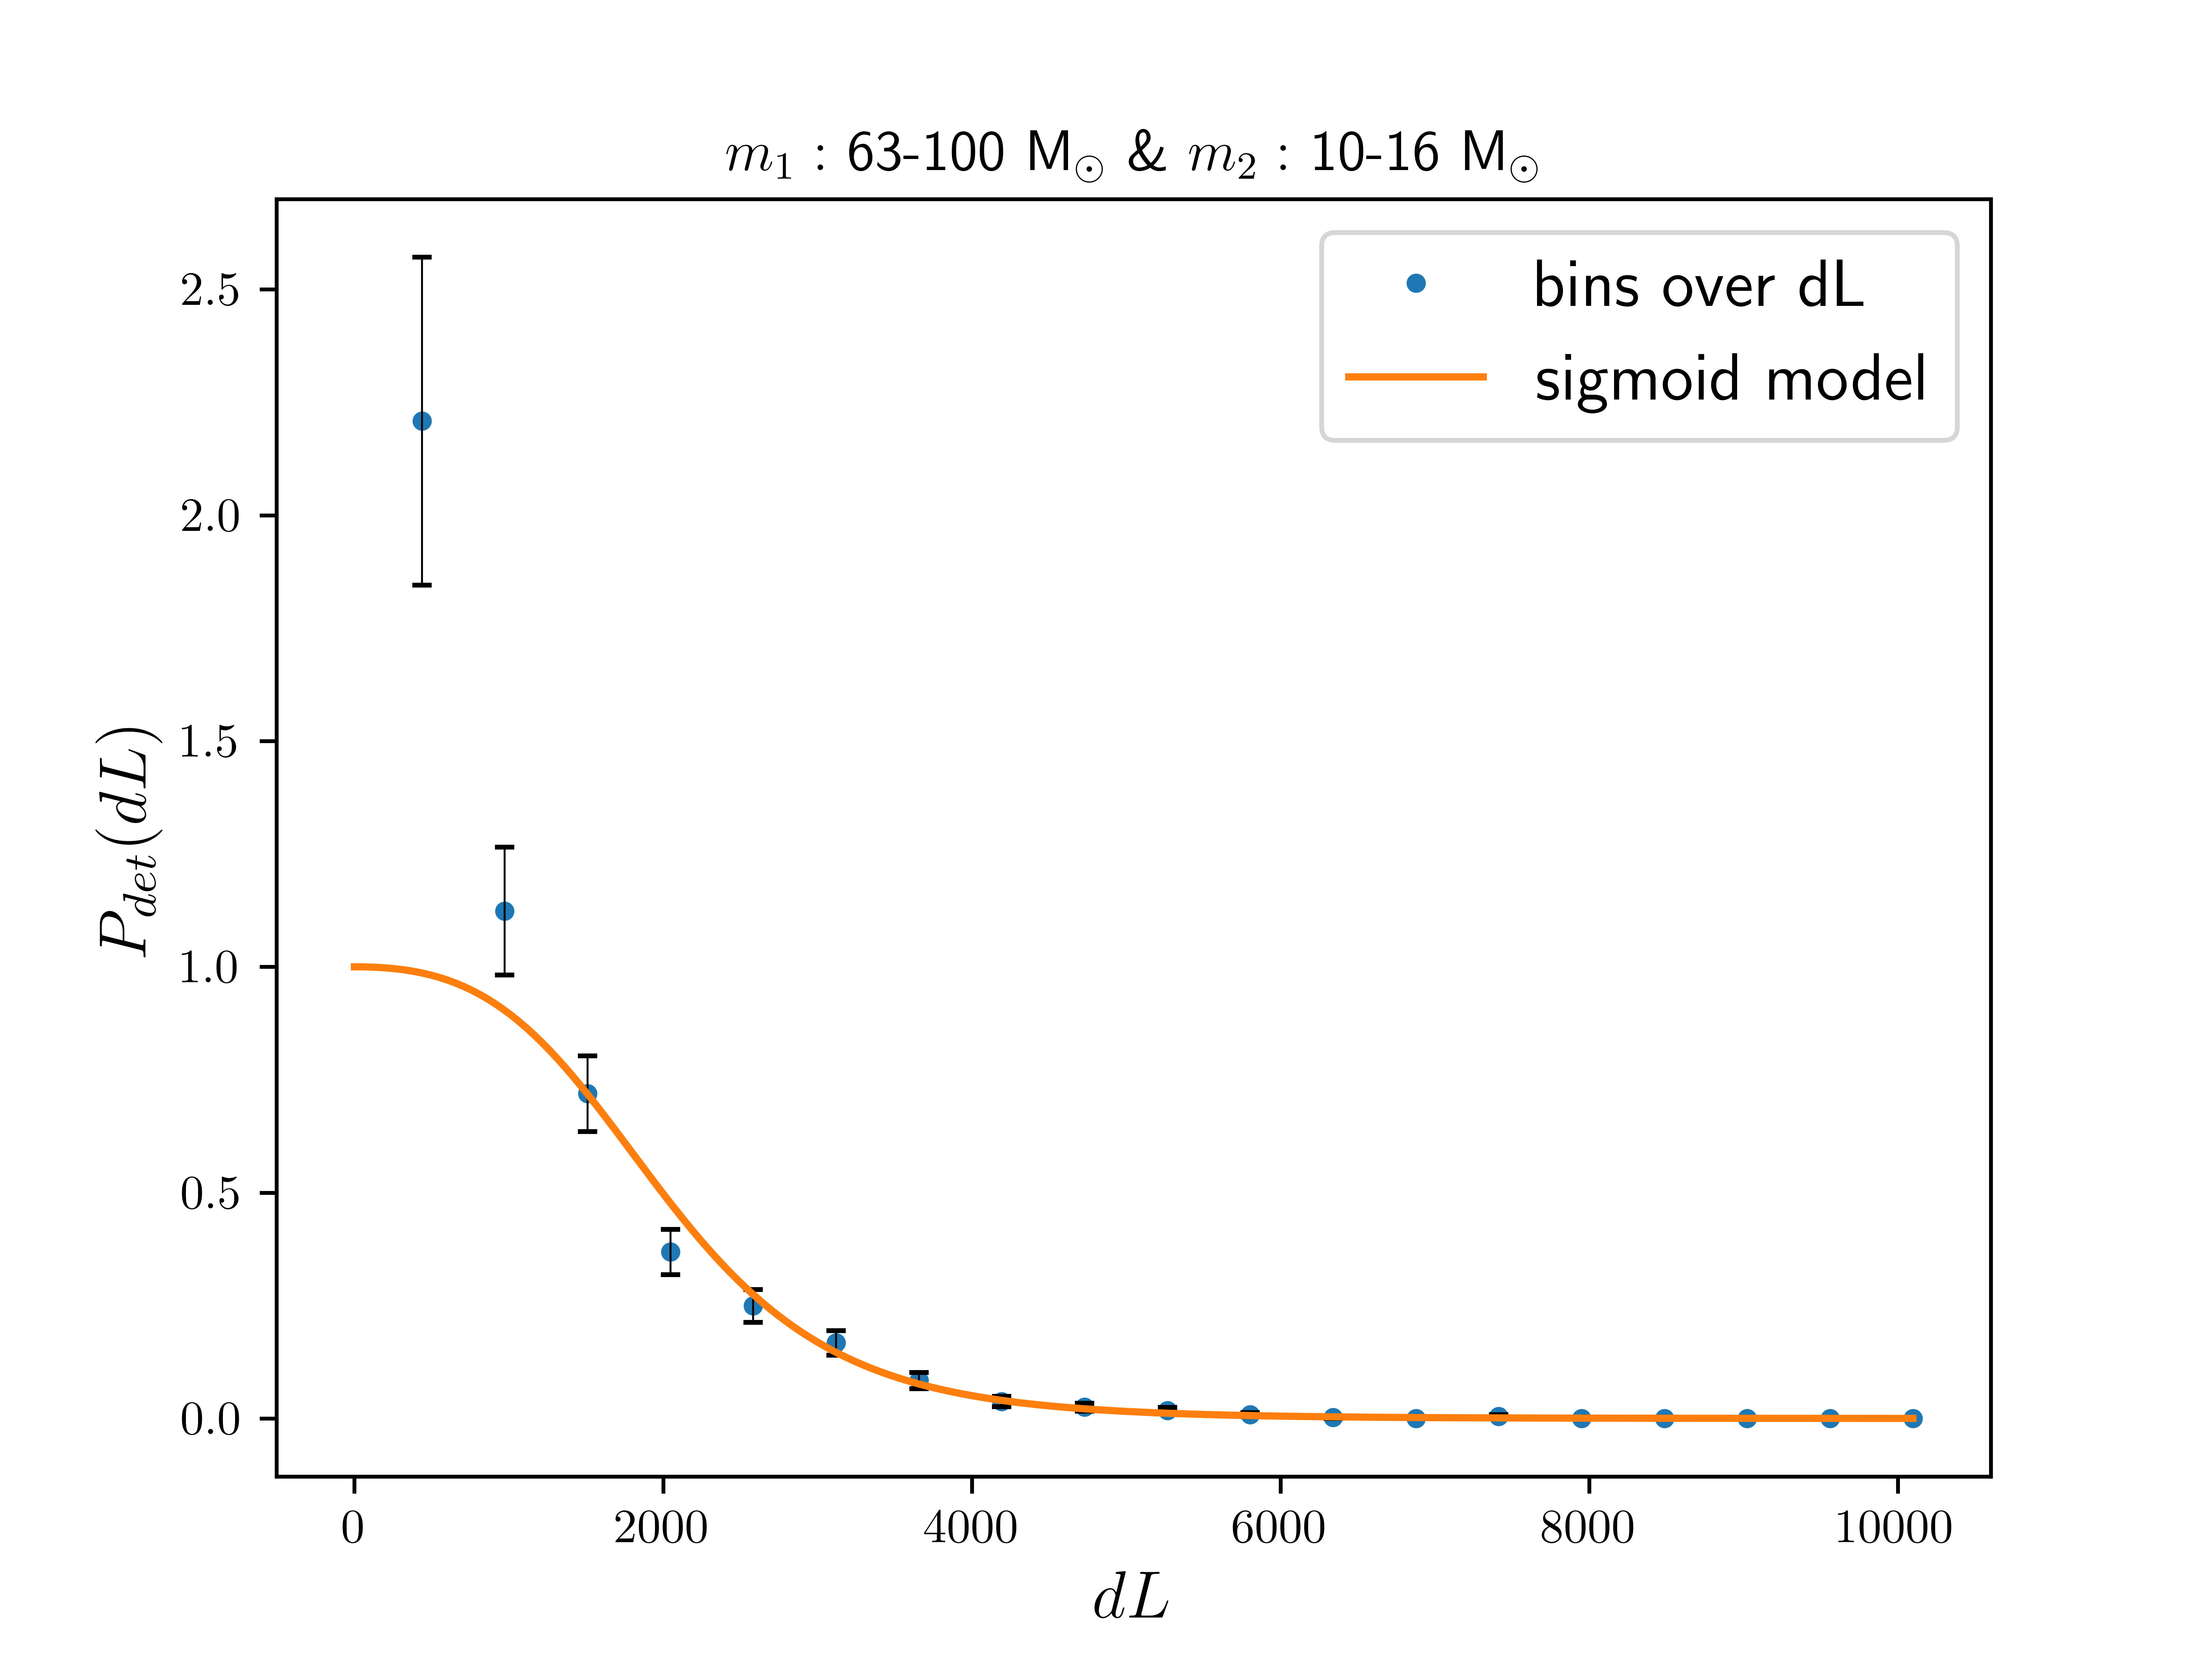 m₁ : 63-100 M⊙ & m₂ : 10-16 M⊙
bins over dL
sigmoid model
2.5
2.0
1.5
1.0
0.5
0.0
P_det(dL)
0 2000 4000 6000 8000 10000
dL